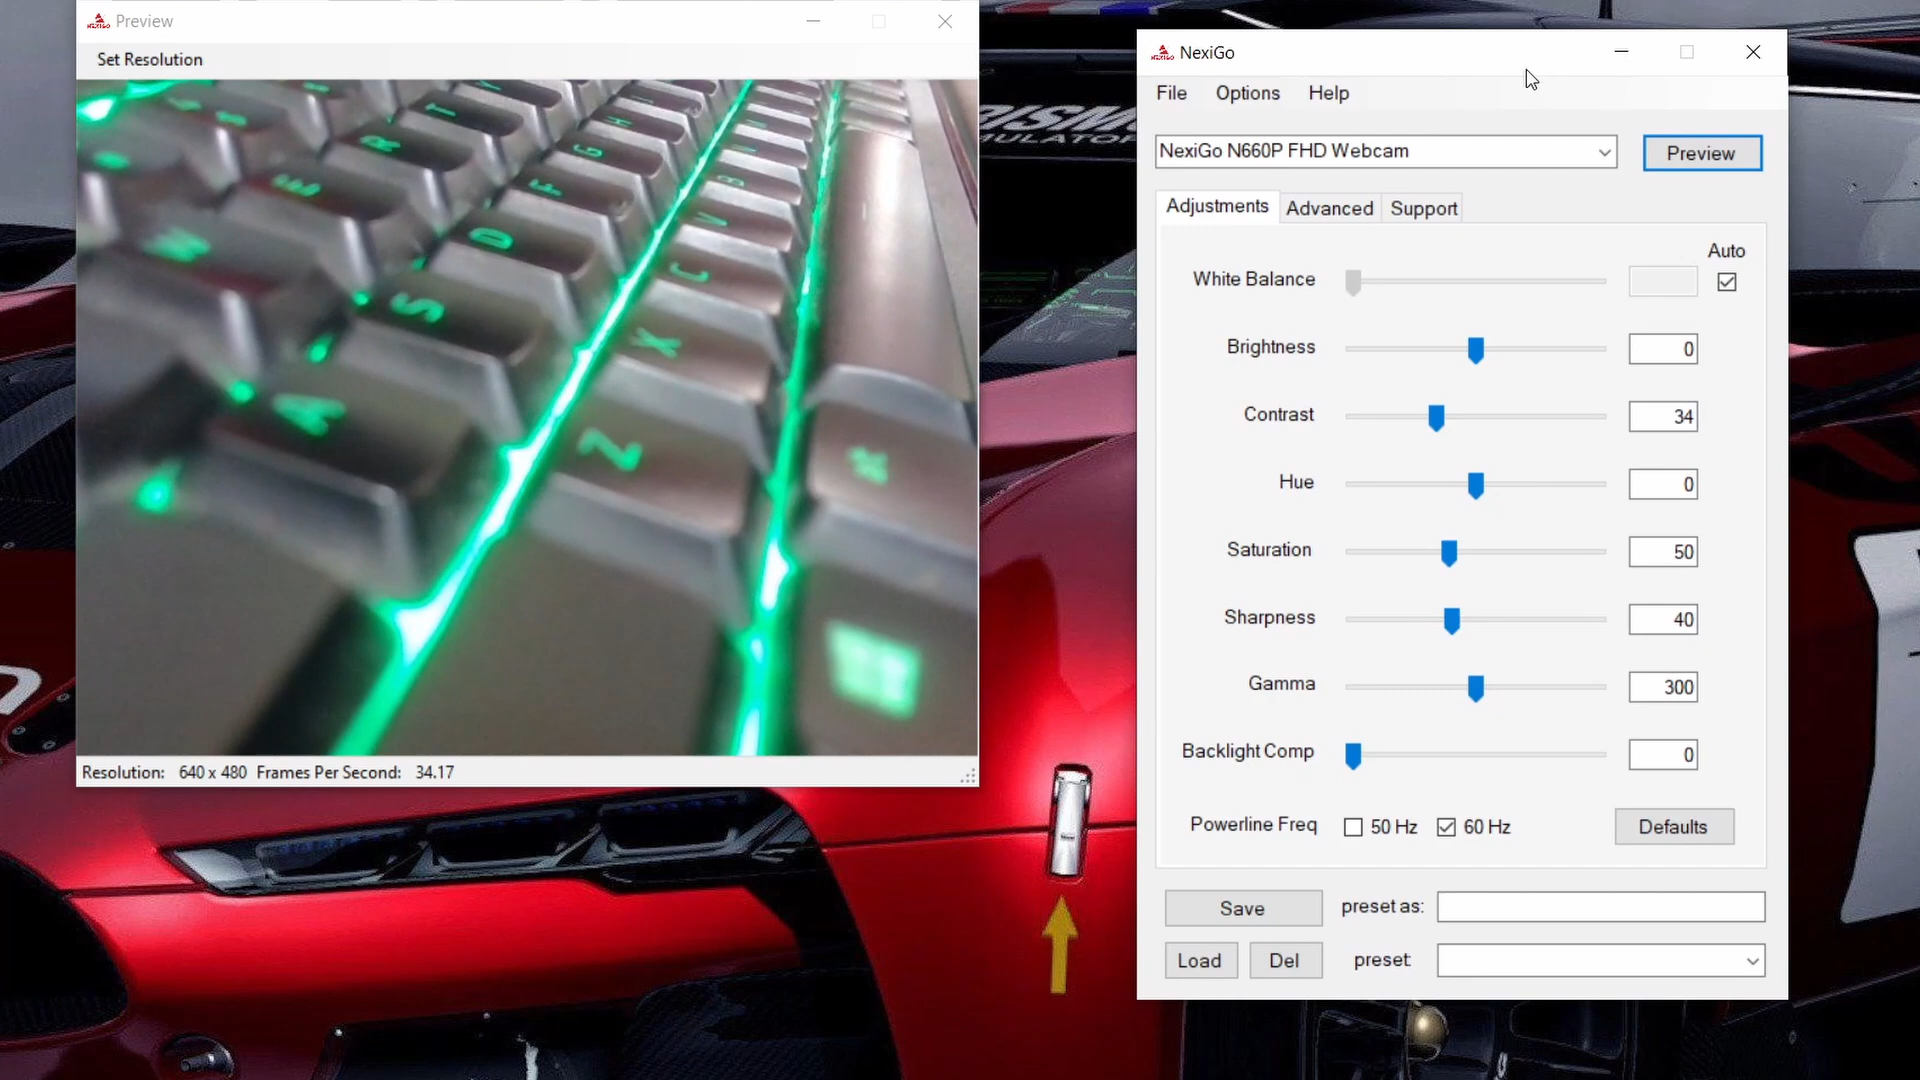 Preview
Set Resolution
W
E
R
T
Y
A
S
D
F
G
H
Z
X
C
V
B
Resolution: 640 x 480 Frames Per Second: 34.17
NexiGo
File Options Help
NexiGo N660P FHD Webcam
Preview
Adjustments Advanced Support
Auto
White Balance
Brightness 0
Contrast 34
Hue 0
Saturation 50
Sharpness 40
Gamma 300
Backlight Comp 0
Powerline Freq 50 Hz 60 Hz Defaults
Save preset as:
Load Del preset: